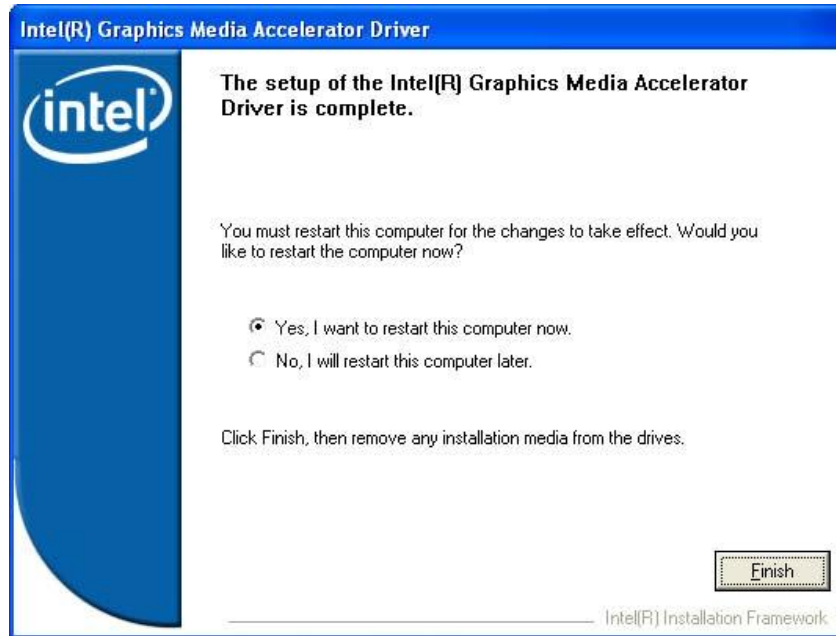 Intel(R) Graphics Media Accelerator Driver
intel
The setup of the Intel(R) Graphics Media Accelerator
Driver is complete.
You must restart this computer for the changes to take effect. Would you
like to restart the computer now?
Yes, I want to restart this computer now.
No, I will restart this computer later.
Click Finish, then remove any installation media from the drives.
Finish
Intel(R) Installation Framework